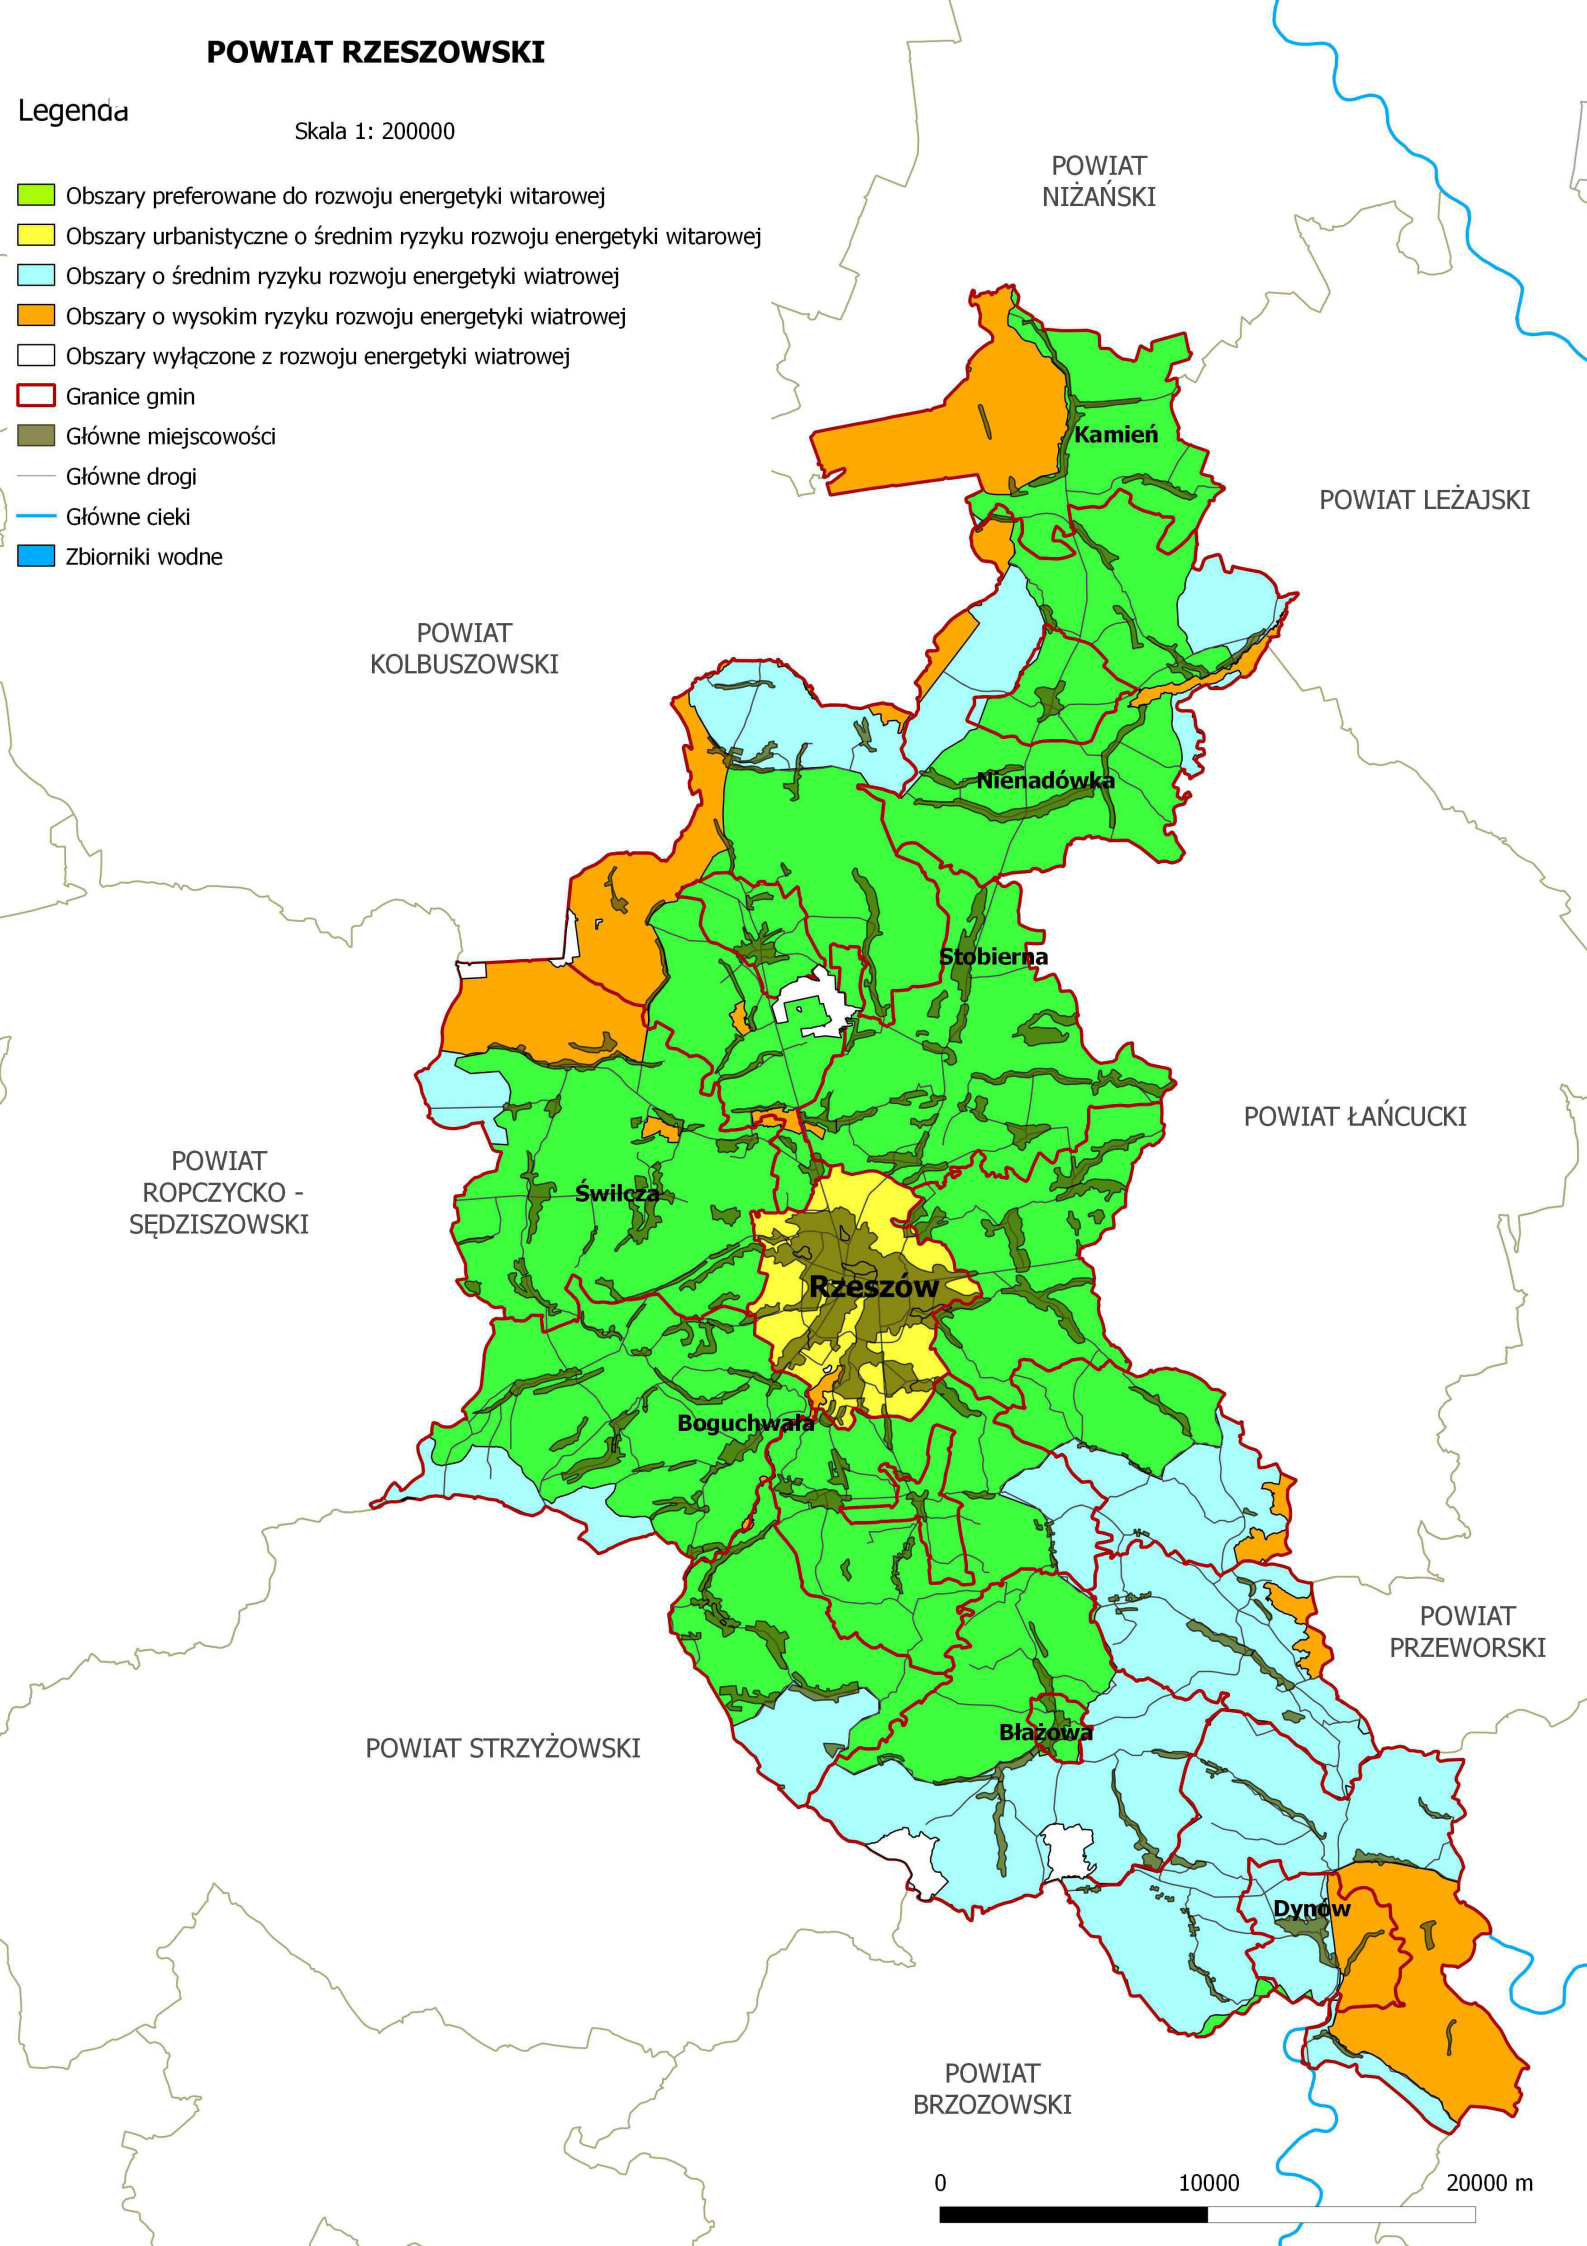 POWIAT RZESZOWSKI
Legenda
Skala 1: 200000
Obszary preferowane do rozwoju energetyki witarowej
Obszary urbanistyczne o średnim ryzyku rozwoju energetyki witarowej
Obszary o średnim ryzyku rozwoju energetyki wiatrowej
Obszary o wysokim ryzyku rozwoju energetyki wiatrowej
Obszary wyłączone z rozwoju energetyki wiatrowej
Granice gmin
Główne miejscowości
Główne drogi
Główne cieki
Zbiorniki wodne
POWIAT
NIŻAŃSKI
Kamień
POWIAT LEŻAJSKI
POWIAT
KOLBUSZOWSKI
Nienadówka
Stobierna
POWIAT ŁAŃCUCKI
POWIAT
ROPCZYCKO -
SĘDZISZOWSKI
Świlcza
Rzeszów
Boguchwała
POWIAT
PRZEWORSKI
POWIAT STRZYŻOWSKI
Błażowa
Dynów
POWIAT
BRZOZOWSKI
0 10000 20000 m